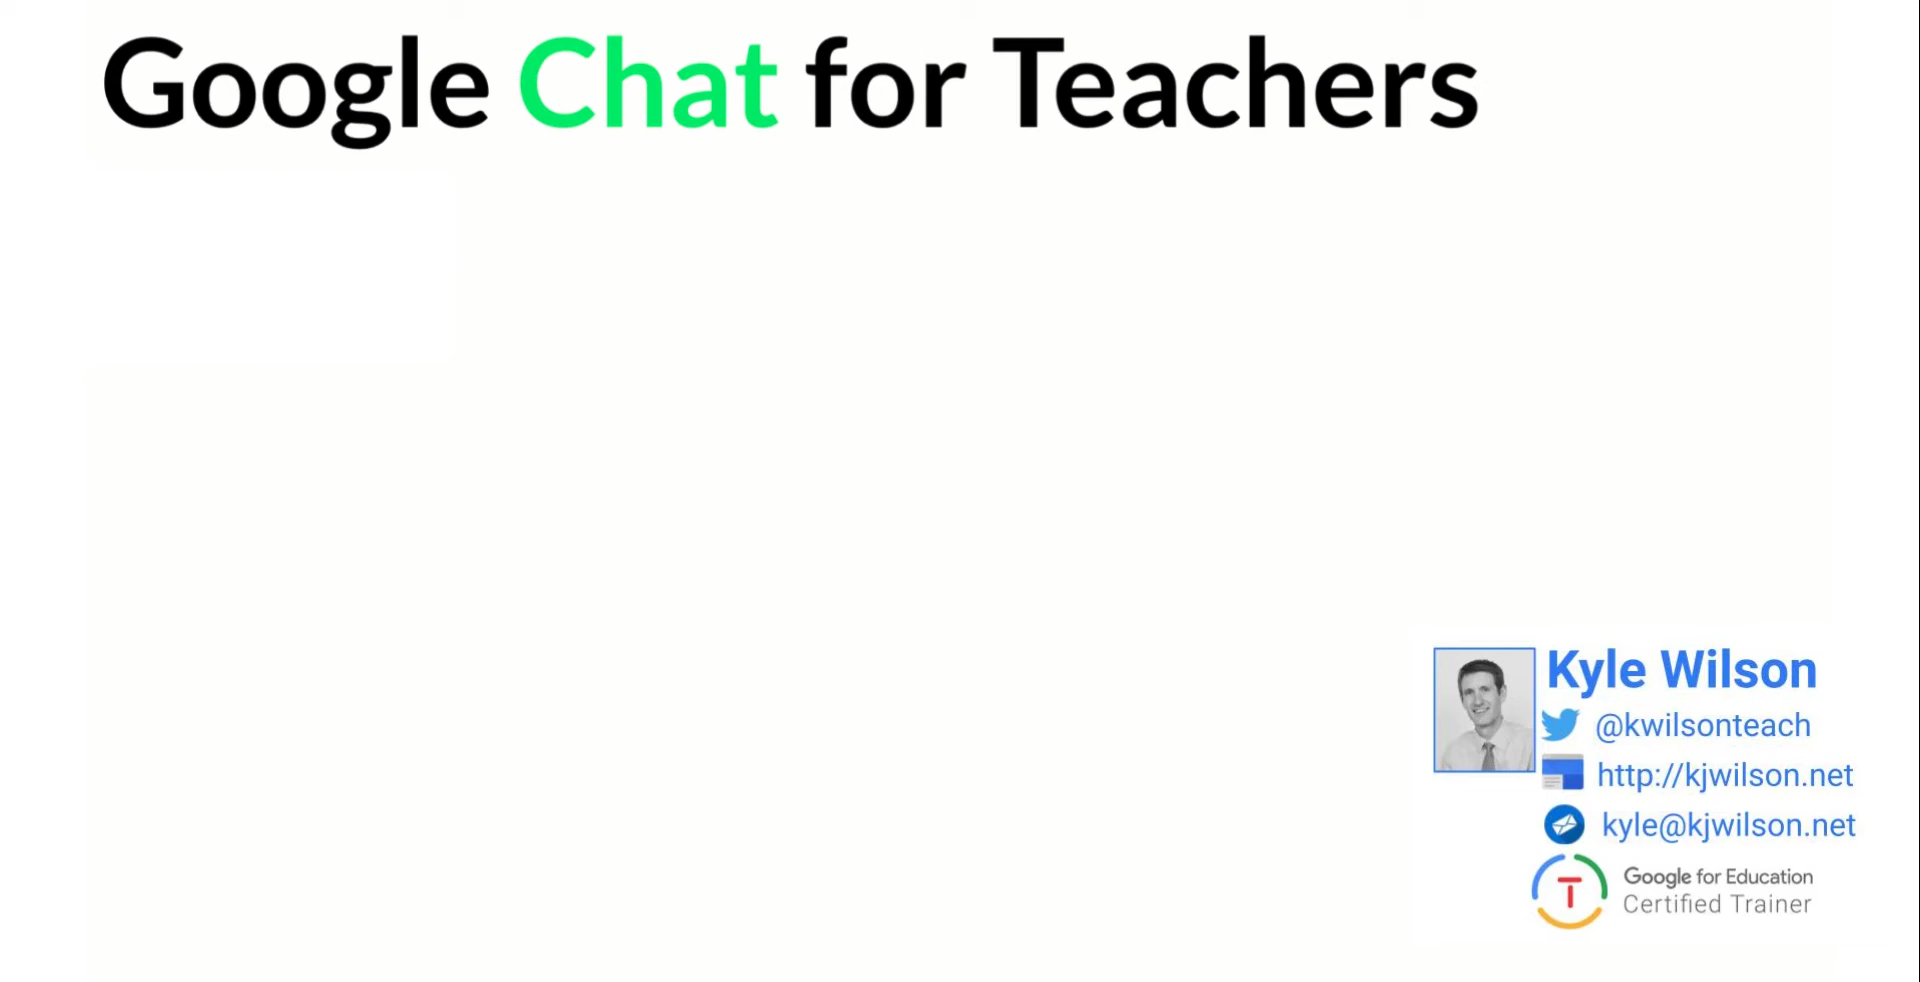 Google Chat for Teachers
Kyle Wilson
@kwilsonteach
http://kjwilson.net
kyle@kjwilson.net
T
Google for Education
Certified Trainer